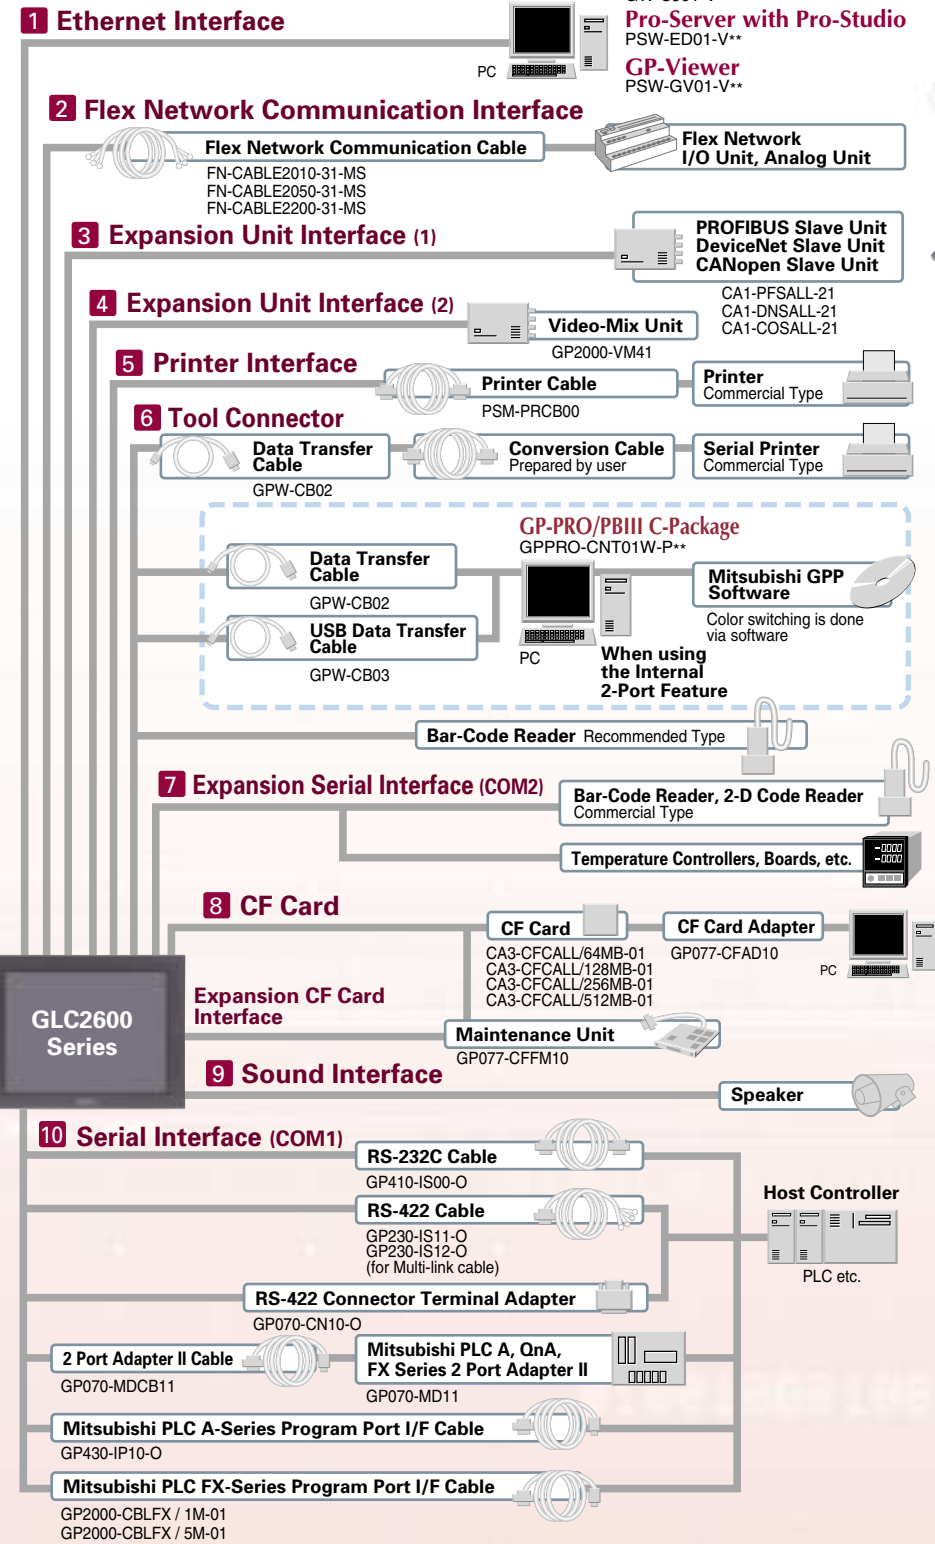 1 Ethernet Interface
PC
Pro-Server with Pro-Studio
PSW-ED01-V**
GP-Viewer
PSW-GV01-V**
2 Flex Network Communication Interface
Flex Network Communication Cable
FN-CABLE2010-31-MS
FN-CABLE2050-31-MS
FN-CABLE2200-31-MS
Flex Network
I/O Unit, Analog Unit
3 Expansion Unit Interface (1)
PROFIBUS Slave Unit
DeviceNet Slave Unit
CANopen Slave Unit
CA1-PFSALL-21
CA1-DNSALL-21
CA1-COSALL-21
4 Expansion Unit Interface (2)
Video-Mix Unit
GP2000-VM41
5 Printer Interface
Printer Cable
PSM-PRCB00
Printer
Commercial Type
6 Tool Connector
Data Transfer
Cable
GPW-CB02
Conversion Cable
Prepared by user
Serial Printer
Commercial Type
GP-PRO/PBIII C-Package
GPPRO-CNT01W-P**
Data Transfer
Cable
GPW-CB02
USB Data Transfer
Cable
GPW-CB03
PC
When using
the Internal
2-Port Feature
Mitsubishi GPP
Software
Color switching is done
via software
Bar-Code Reader Recommended Type
7 Expansion Serial Interface (COM2)
Bar-Code Reader, 2-D Code Reader
Commercial Type
Temperature Controllers, Boards, etc.
8 CF Card
CF Card
CA3-CFCALL/64MB-01
CA3-CFCALL/128MB-01
CA3-CFCALL/256MB-01
CA3-CFCALL/512MB-01
CF Card Adapter
GP077-CFAD10
PC
Expansion CF Card
Interface
Maintenance Unit
GP077-CFFM10
GLC2600
Series
9 Sound Interface
Speaker
10 Serial Interface (COM1)
RS-232C Cable
GP410-IS00-O
RS-422 Cable
GP230-IS11-O
GP230-IS12-O
(for Multi-link cable)
Host Controller
PLC etc.
RS-422 Connector Terminal Adapter
GP070-CN10-O
2 Port Adapter II Cable
GP070-MDCB11
Mitsubishi PLC A, QnA,
FX Series 2 Port Adapter II
GP070-MD11
Mitsubishi PLC A-Series Program Port I/F Cable
GP430-IP10-O
Mitsubishi PLC FX-Series Program Port I/F Cable
GP2000-CBLFX / 1M-01
GP2000-CBLFX / 5M-01